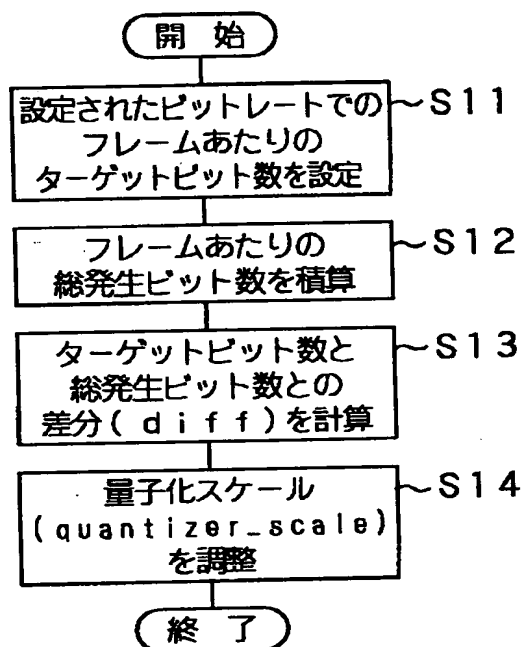 開 始
設定されたビットレートでの
フレームあたりの
ターゲットビット数を設定
~S11
フレームあたりの
総発生ビット数を積算
~S12
ターゲットビット数と
総発生ビット数との
差分(diff)を計算
~S13
量子化スケール
(quantizer_scale)
を調整
~S14
終 了